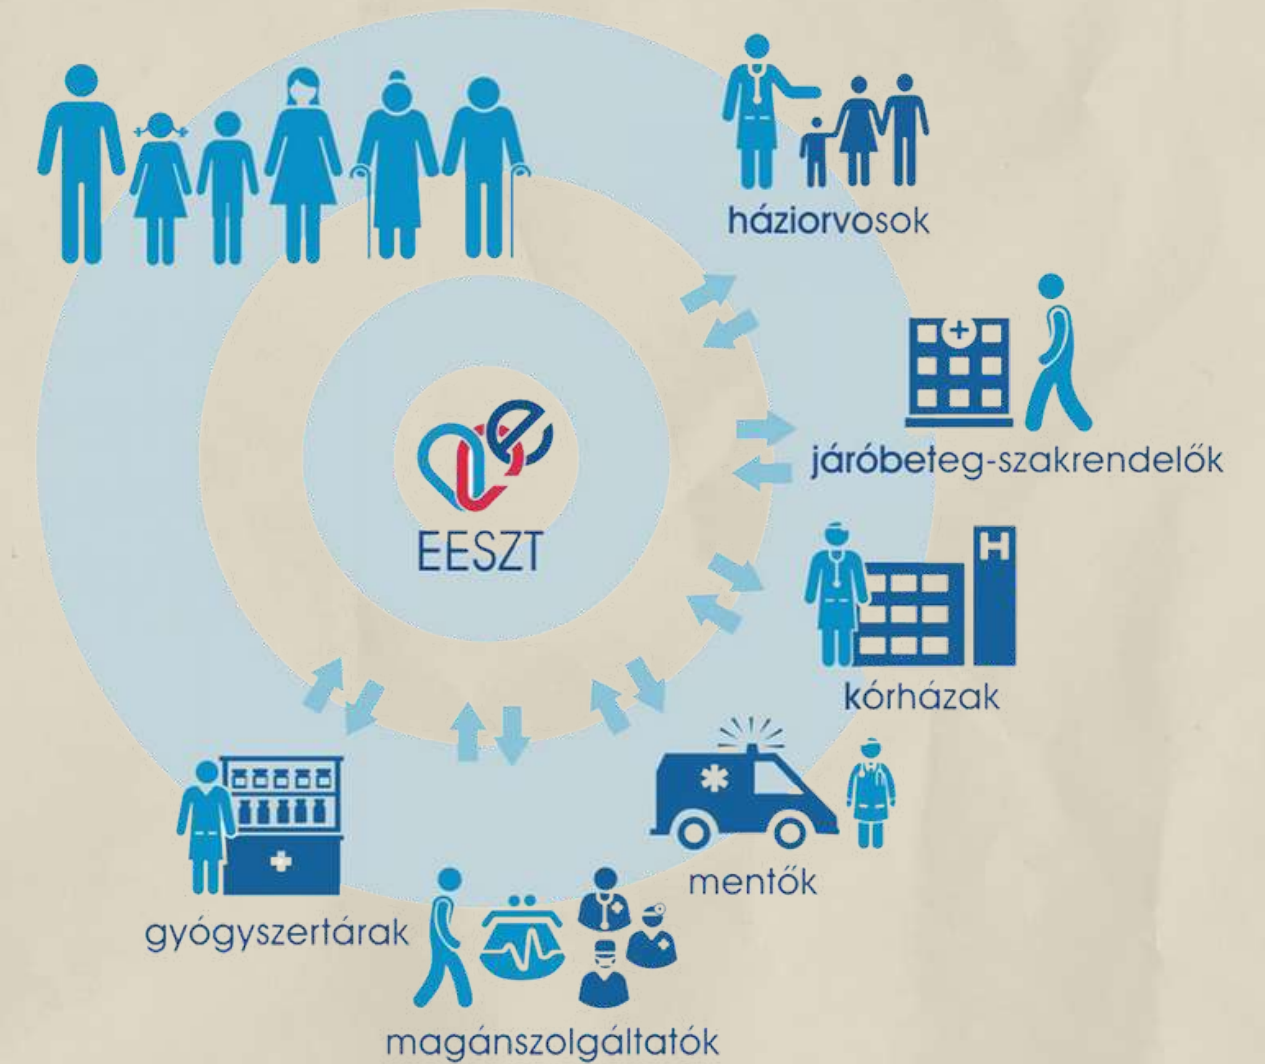 háziorvosok
járóbeteg-szakrendelők
EESZT
H
kórházak
mentők
gyógyszertárak
magánszolgáltatók